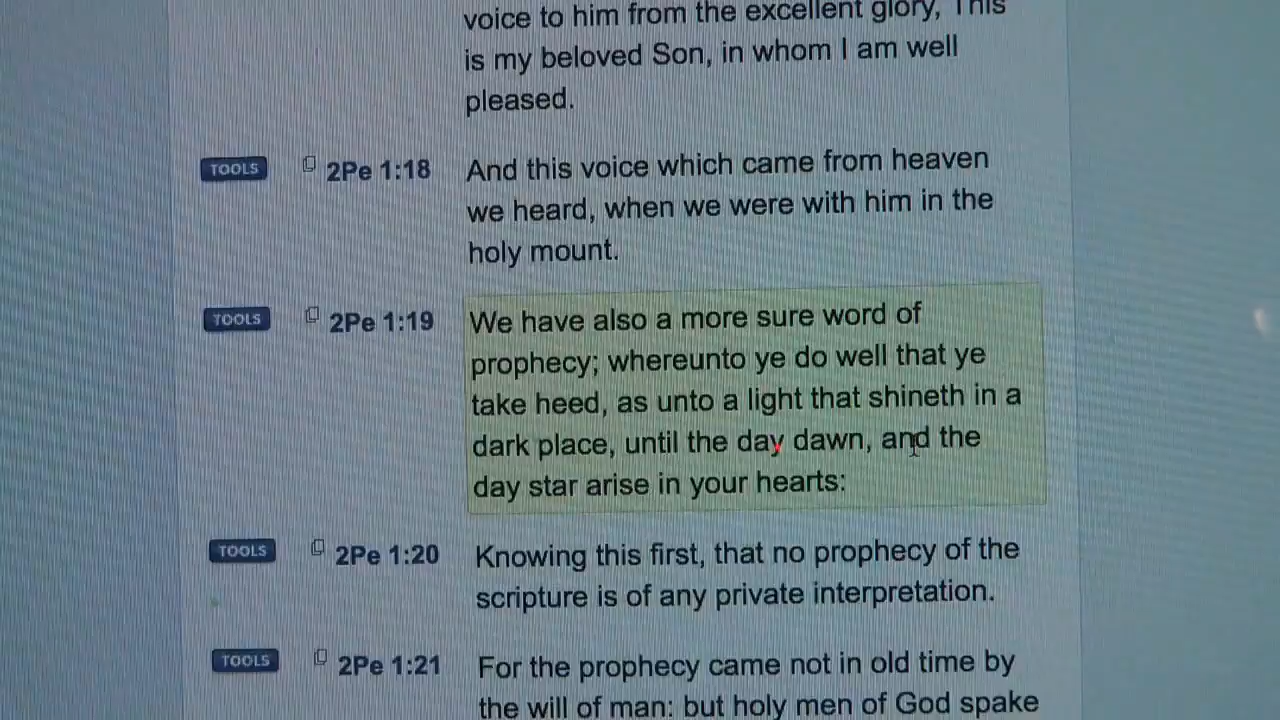 voice to him from the excellent glory, This
is my beloved Son, in whom I am well
pleased.
TOOLS 2Pe 1:18 And this voice which came from heaven
we heard, when we were with him in the
holy mount.
TOOLS 2Pe 1:19 We have also a more sure word of
prophecy; whereunto ye do well that ye
take heed, as unto a light that shineth in a
dark place, until the day dawn, and the
day star arise in your hearts:
TOOLS 2Pe 1:20 Knowing this first, that no prophecy of the
scripture is of any private interpretation.
TOOLS 2Pe 1:21 For the prophecy came not in old time by
the will of man: but holy men of God spake